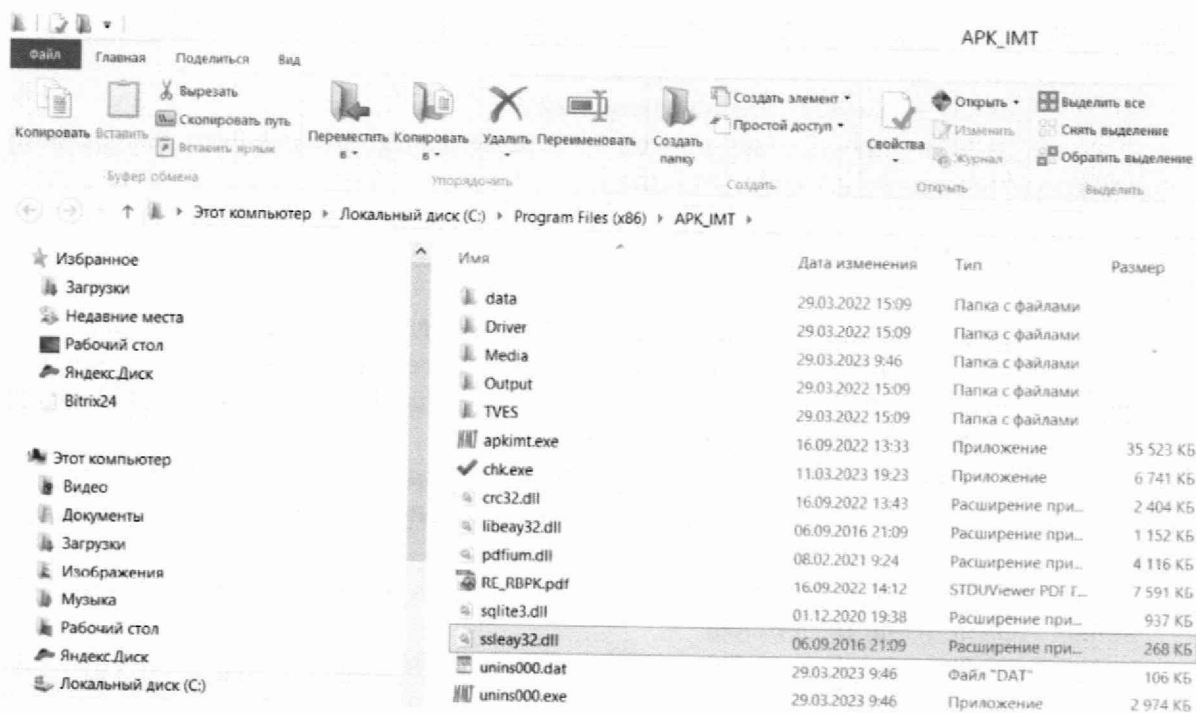 APK_IMT
Файл Главная Поделиться Вид
Копировать Вставить Вырезать Скопировать путь Вставить ярлык
Переместить в Копировать в Удалить Переименовать
Создать папку Создать элемент Простой доступ
Свойства Открыть Изменить Журнал
Выделить все Снять выделение Обратить выделение
Буфер обмена Упорядочить Создать Открыть Выделить
Этот компьютер Локальный диск (C:) Program Files (x86) APK_IMT
Избранное
Загрузки
Недавние места
Рабочий стол
Яндекс.Диск
Bitrix24
Этот компьютер
Видео
Документы
Загрузки
Изображения
Музыка
Рабочий стол
Яндекс.Диск
Локальный диск (C:)
Имя Дата изменения Тип Размер
data 29.03.2022 15:09 Папка с файлами
Driver 29.03.2022 15:09 Папка с файлами
Media 29.03.2023 9:46 Папка с файлами
Output 29.03.2022 15:09 Папка с файлами
TVES 29.03.2022 15:09 Папка с файлами
apkimt.exe 16.09.2022 13:33 Приложение 35 523 КБ
chk.exe 11.03.2023 19:23 Приложение 6 741 КБ
crc32.dll 16.09.2022 13:43 Расширение при... 2 404 КБ
libeay32.dll 06.09.2016 21:09 Расширение при... 1 152 КБ
pdfium.dll 08.02.2021 9:24 Расширение при... 4 116 КБ
RE_RBPK.pdf 16.09.2022 14:12 STDUViewer PDF F... 7 591 КБ
sqlite3.dll 01.12.2020 19:38 Расширение при... 937 КБ
ssleay32.dll 06.09.2016 21:09 Расширение при... 268 КБ
unins000.dat 29.03.2023 9:46 Файл "DAT" 106 КБ
unins000.exe 29.03.2023 9:46 Приложение 2 974 КБ